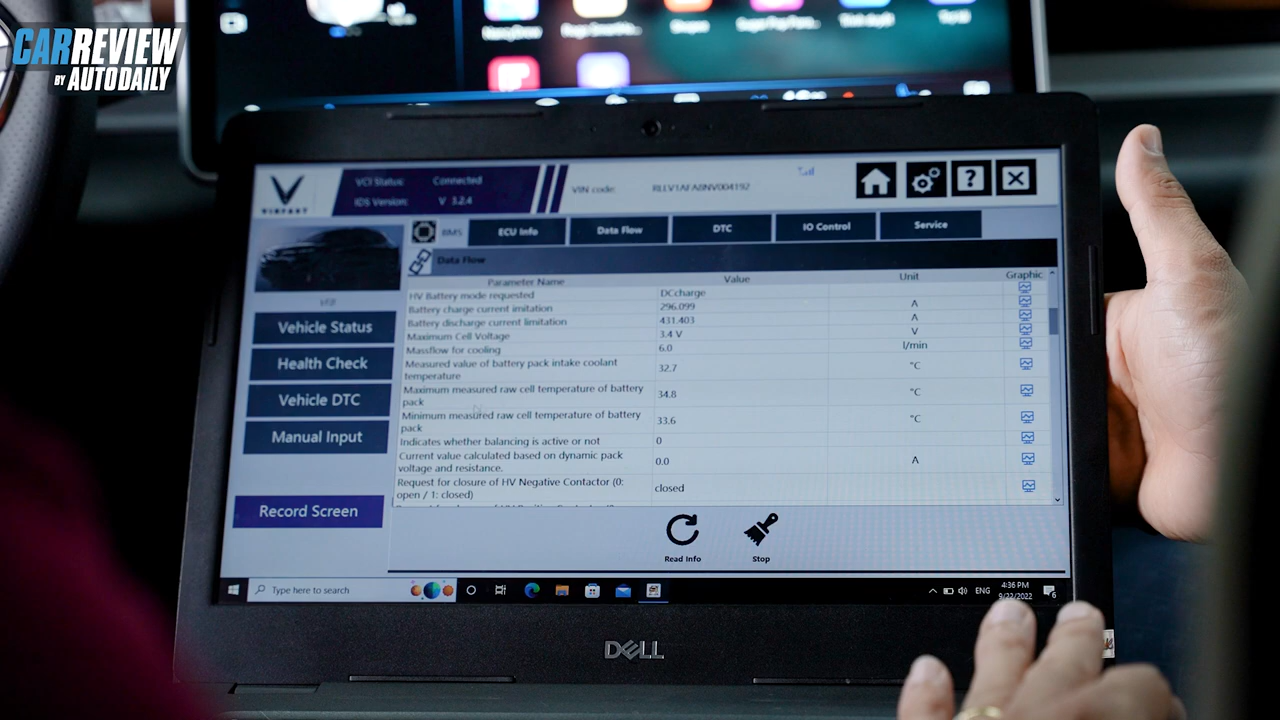 CARREVIEW
BY AUTODAILY
VCI Status: Connected
IDS Version: V 3.2.4
VIN code: RLLV1AFA8NV004192
VINFAST
BMS
ECU Info
Data Flow
DTC
IO Control
Service
Data Flow
Parameter Name Value Unit Graphic
HV Battery mode requested DCcharge
Battery charge current imitation 296.099 A
Battery discharge current limitation 431.403 A
Maximum Cell Voltage 3.4 V V
Massflow for cooling 6.0 l/min
Measured value of battery pack intake coolant
temperature 32.7 °C
Maximum measured raw cell temperature of battery
pack 34.8 °C
Minimum measured raw cell temperature of battery
pack 33.6 °C
Indicates whether balancing is active or not 0
Current value calculated based on dynamic pack
voltage and resistance. 0.0 A
Request for closure of HV Negative Contactor (0:
open / 1: closed) closed
Vehicle Status
Health Check
Vehicle DTC
Manual Input
Record Screen
Read Info
Stop
Type here to search
ENG
4:36 PM
9/22/2022
6
DELL